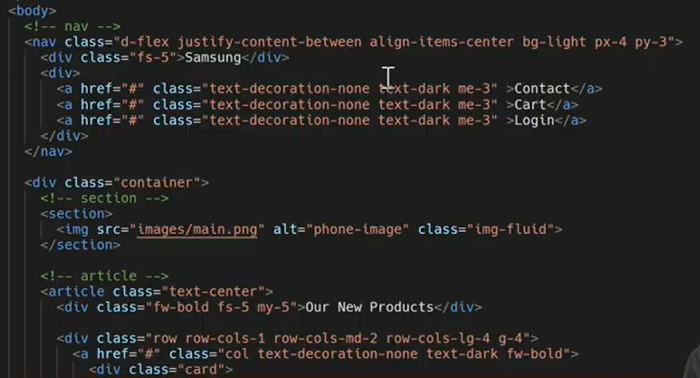 <body>
<!-- nav -->
<nav class="d-flex justify-content-between align-items-center bg-light px-4 py-3">
<div class="fs-5">Samsung</div>
<div>
<a href="#" class="text-decoration-none text-dark me-3" >Contact</a>
<a href="#" class="text-decoration-none text-dark me-3" >Cart</a>
<a href="#" class="text-decoration-none text-dark me-3" >Login</a>
</div>
</nav>
<div class="container">
<!-- section -->
<section>
<img src="images/main.png" alt="phone-image" class="img-fluid">
</section>
<!-- article -->
<article class="text-center">
<div class="fw-bold fs-5 my-5">Our New Products</div>
<div class="row row-cols-1 row-cols-md-2 row-cols-lg-4 g-4">
<a href="#" class="col text-decoration-none text-dark fw-bold">
<div class="card">